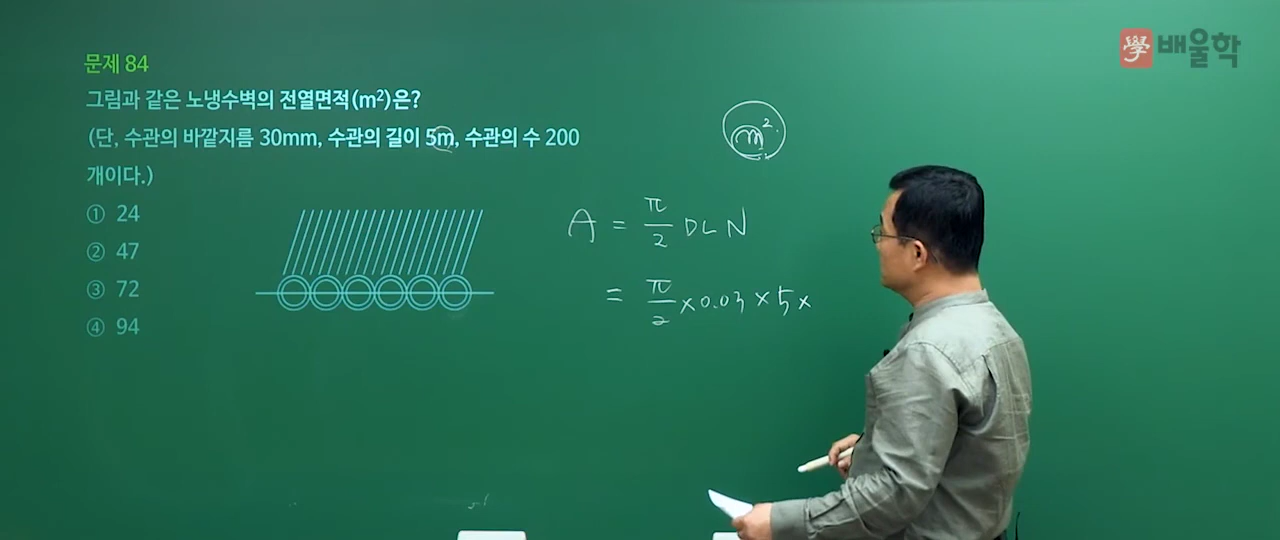 學 배울학
문제 84
그림과 같은 노냉수벽의 전열면적(m²)은?
(단, 수관의 바깥지름 30mm, 수관의 길이 5m, 수관의 수 200
개이다.)
① 24
② 47
③ 72
④ 94
m².
A = π/2 DLN
= π/2 × 0.03 × 5 ×